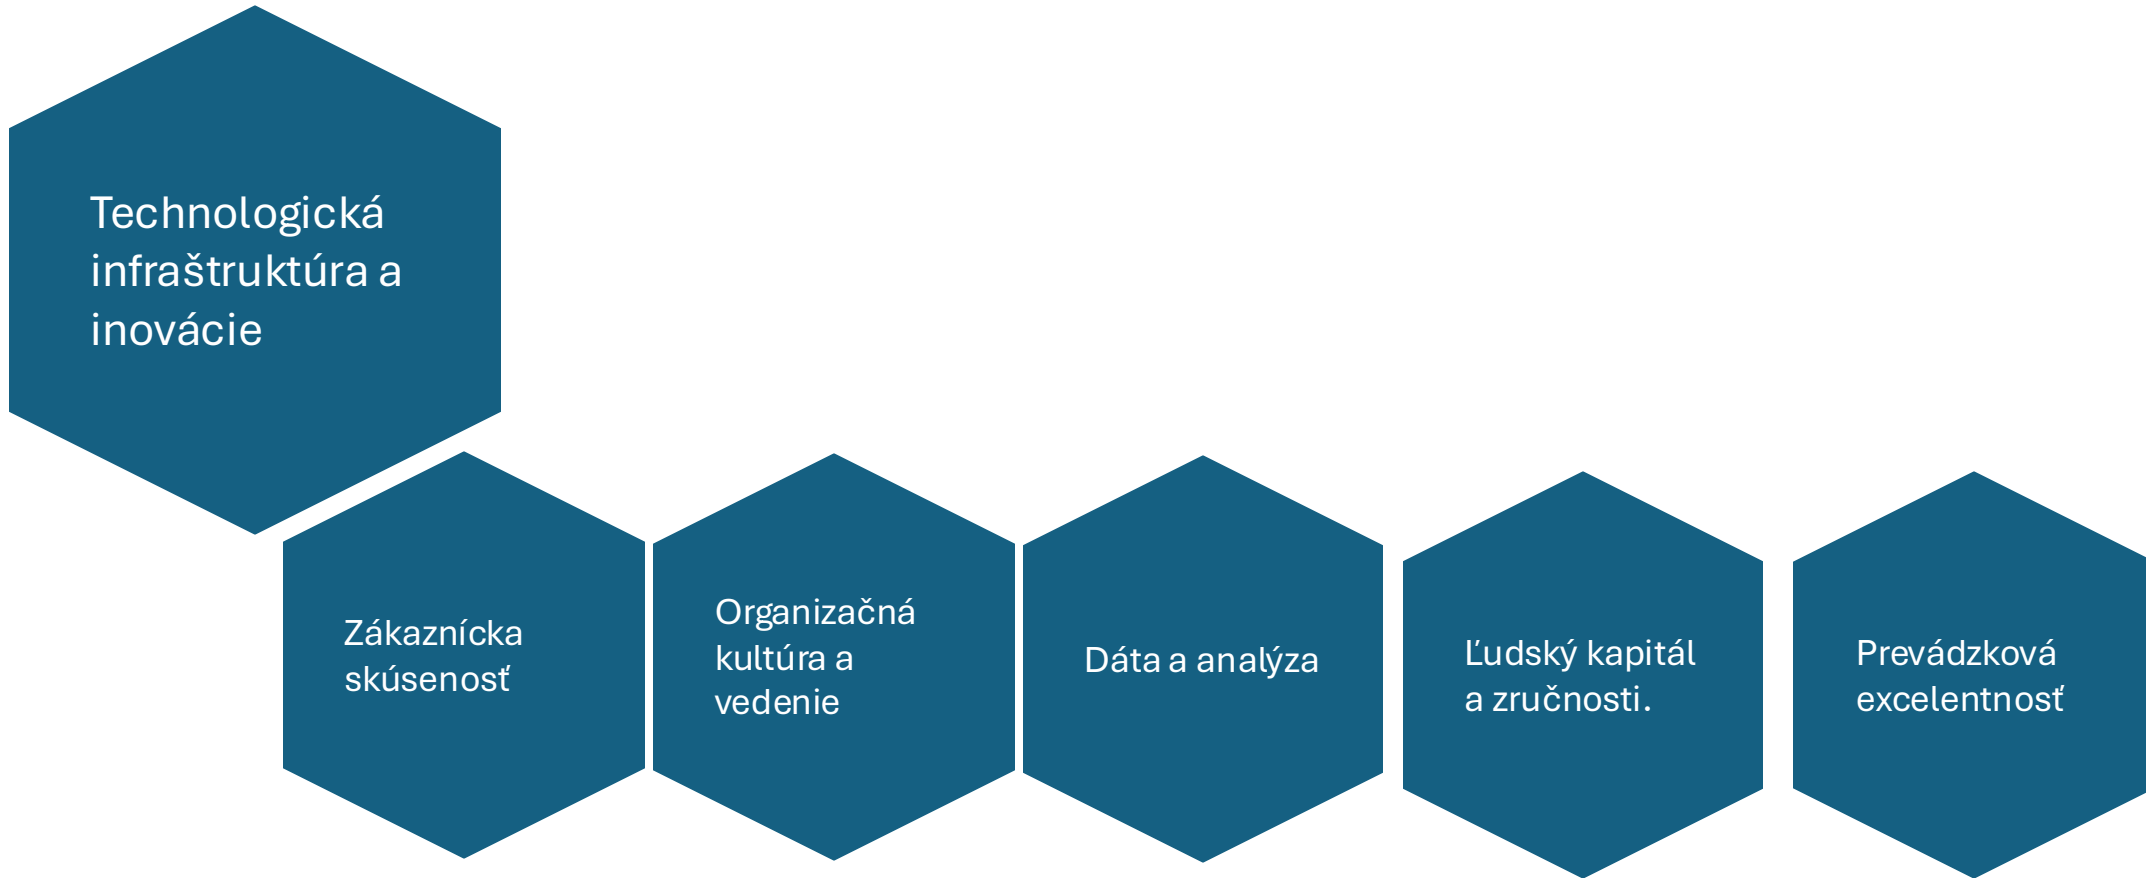 Technologická
infraštruktúra a
inovácie
Zákaznícka
skúsenosť
Organizačná
kultúra a
vedenie
Dáta a analýza
Ľudský kapitál
a zručnosti.
Prevádzková
excelentnosť